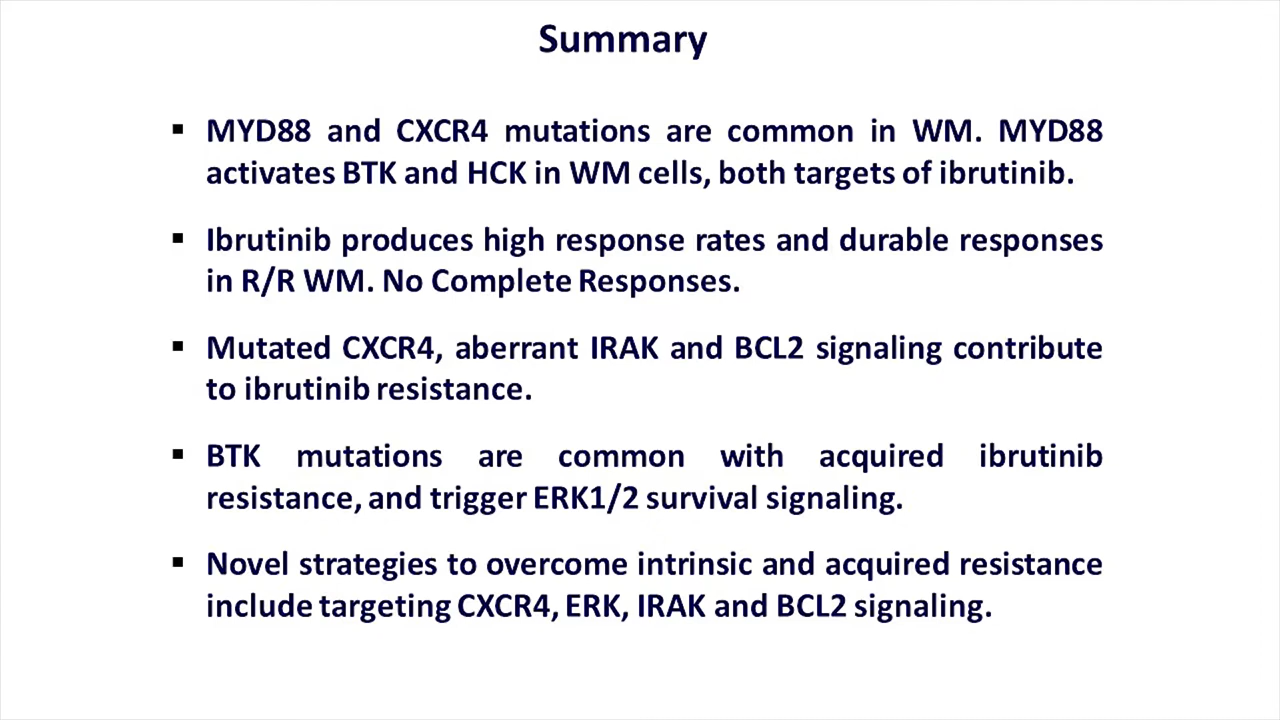 Summary
▪ MYD88 and CXCR4 mutations are common in WM. MYD88
activates BTK and HCK in WM cells, both targets of ibrutinib.
▪ Ibrutinib produces high response rates and durable responses
in R/R WM. No Complete Responses.
▪ Mutated CXCR4, aberrant IRAK and BCL2 signaling contribute
to ibrutinib resistance.
▪ BTK mutations are common with acquired ibrutinib
resistance, and trigger ERK1/2 survival signaling.
▪ Novel strategies to overcome intrinsic and acquired resistance
include targeting CXCR4, ERK, IRAK and BCL2 signaling.